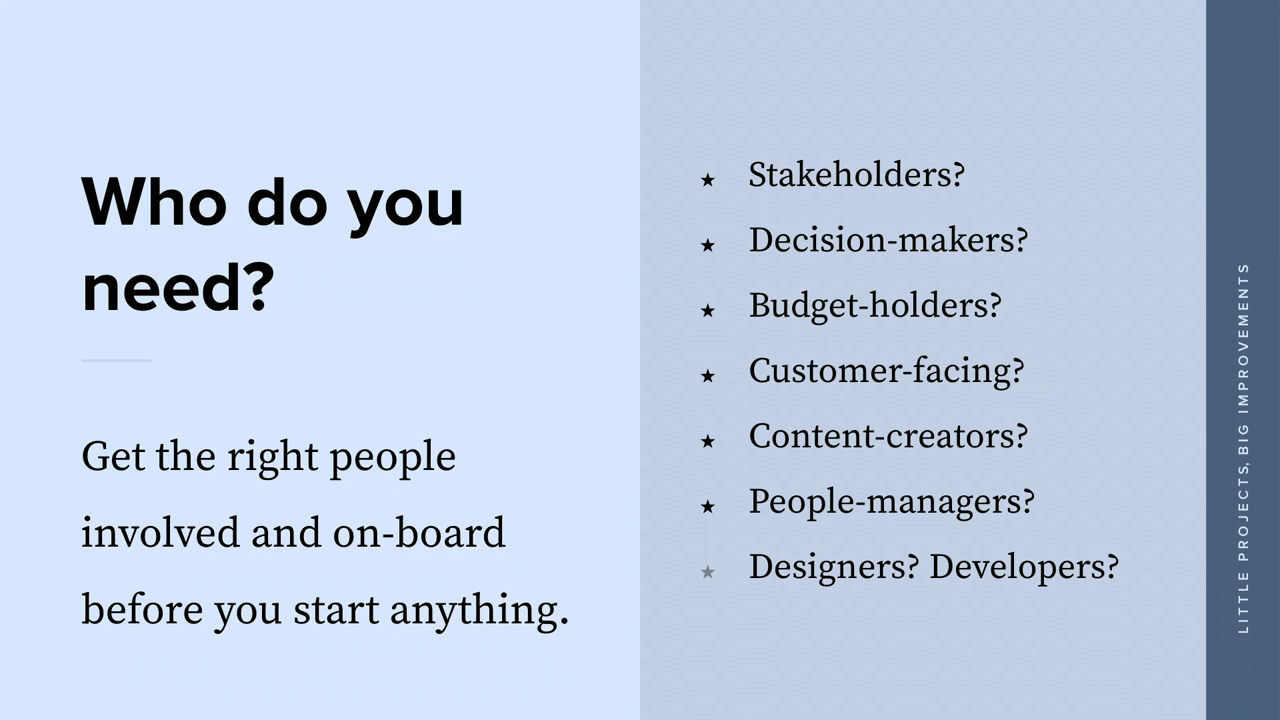 Who do you
need?
Get the right people
involved and on-board
before you start anything.
★ Stakeholders?
★ Decision-makers?
★ Budget-holders?
★ Customer-facing?
★ Content-creators?
★ People-managers?
★ Designers? Developers?
LITTLE PROJECTS, BIG IMPROVEMENTS